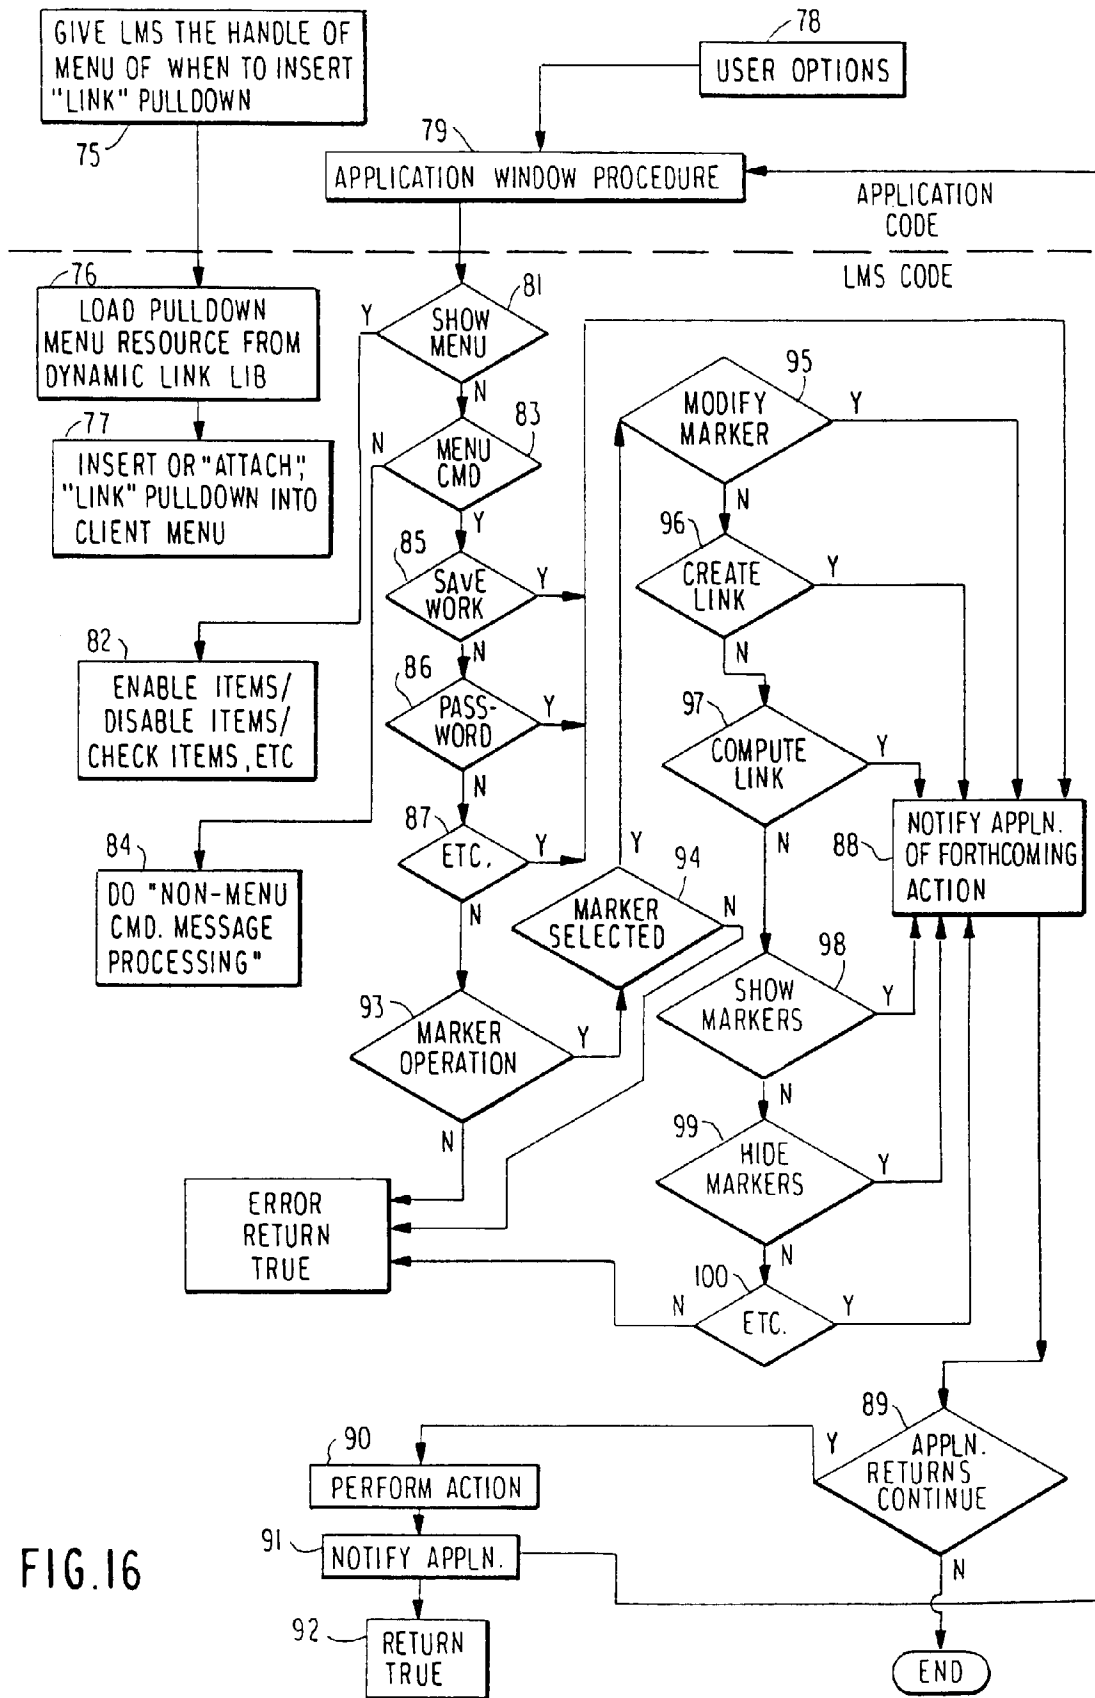 GIVE LMS THE HANDLE OF
MENU OF WHEN TO INSERT
"LINK" PULLDOWN
75
78
USER OPTIONS
79
APPLICATION WINDOW PROCEDURE
APPLICATION
CODE
LMS CODE
76
LOAD PULLDOWN
MENU RESOURCE FROM
DYNAMIC LINK LIB
77
INSERT OR "ATTACH",
"LINK" PULLDOWN INTO
CLIENT MENU
81
Y
SHOW
MENU
N
83
N
MENU
CMD
Y
85
SAVE
WORK
Y
N
82
ENABLE ITEMS/
DISABLE ITEMS/
CHECK ITEMS, ETC
86
PASS-
WORD
Y
N
87
ETC.
Y
N
84
DO "NON-MENU
CMD. MESSAGE
PROCESSING"
93
MARKER
OPERATION
Y
N
94
Y
MARKER
SELECTED
N
95
MODIFY
MARKER
Y
N
96
CREATE
LINK
Y
N
97
COMPUTE
LINK
Y
N
88
NOTIFY APPLN.
OF FORTHCOMING
ACTION
98
SHOW
MARKERS
Y
N
99
HIDE
MARKERS
Y
N
100
N
ETC.
Y
ERROR
RETURN
TRUE
89
Y
APPLN.
RETURNS
CONTINUE
N
90
PERFORM ACTION
91
NOTIFY APPLN.
92
RETURN
TRUE
END
FIG.16